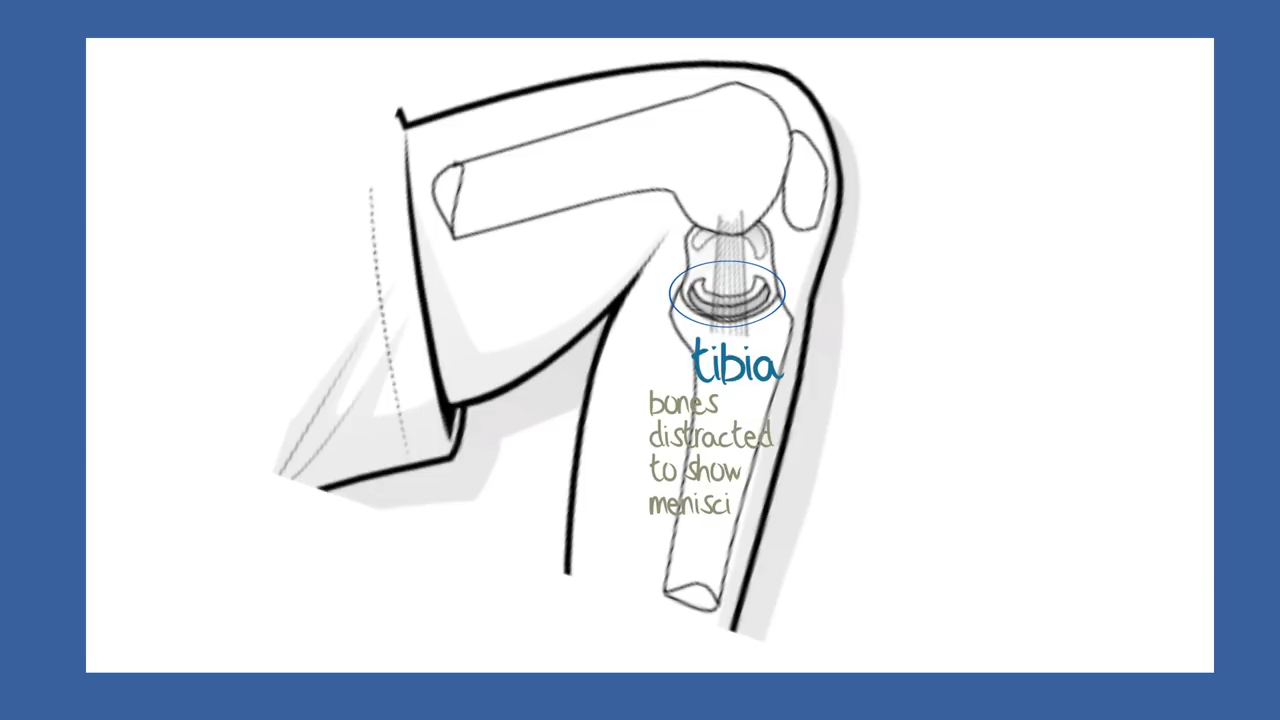 tibia
bones
distracted
to show
menisci